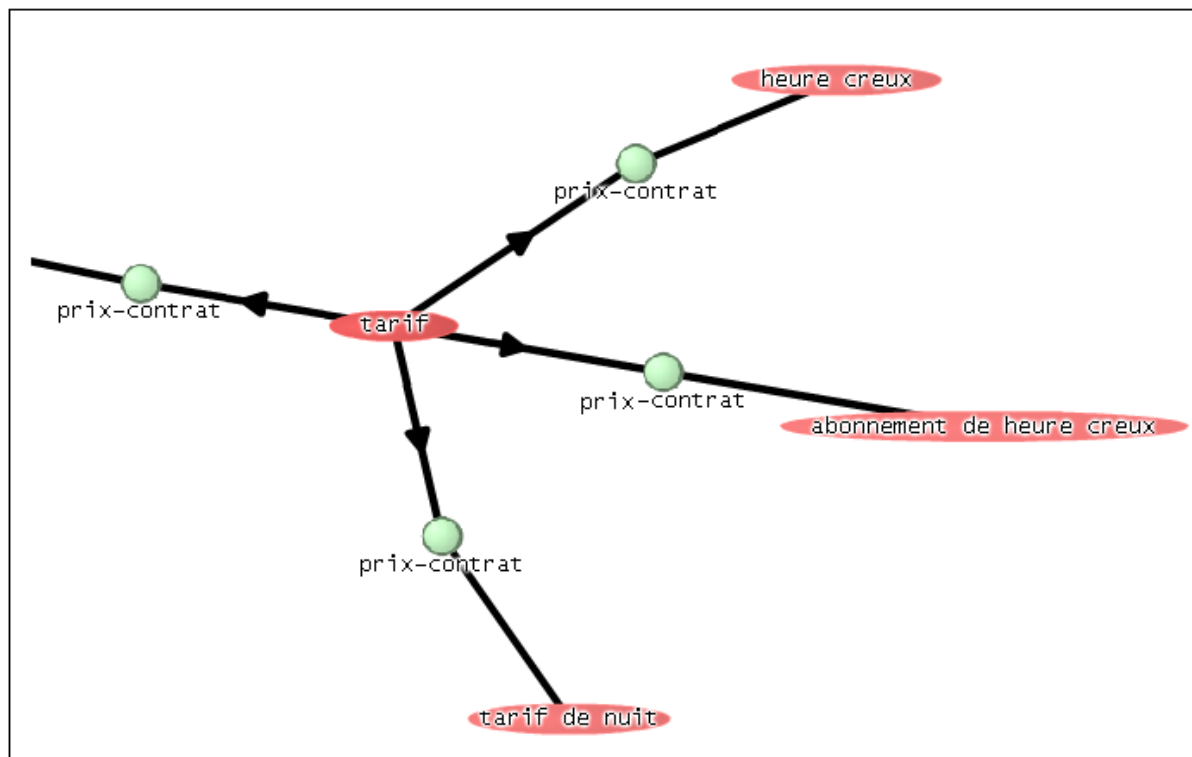 heure creux
prix-contrat
prix-contrat
tarif
prix-contrat
abonnement de heure creux
prix-contrat
tarif de nuit